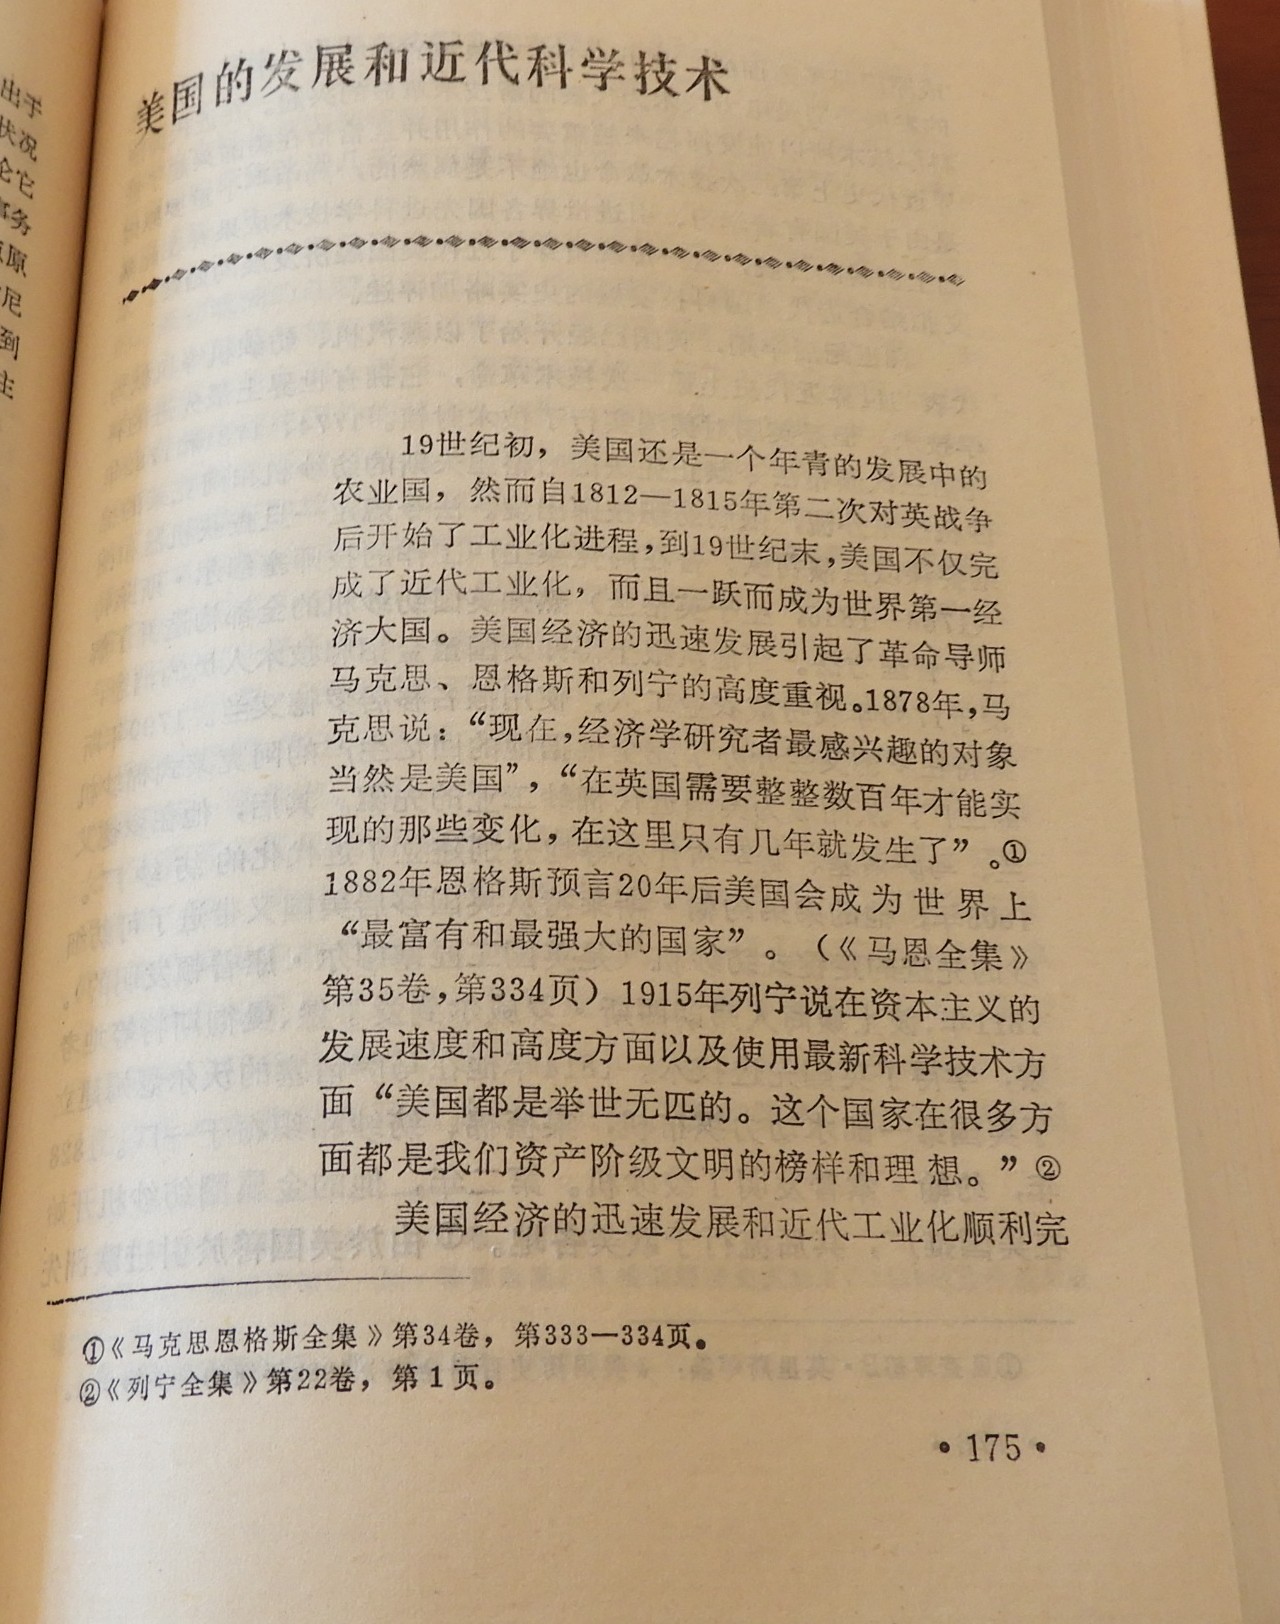 出于
状况
论它
事务
原
尼
到
主
美国的发展和近代科学技术
19世纪初，美国还是一个年青的发展中的
农业国，然而自1812—1815年第二次对英战争
后开始了工业化进程，到19世纪末，美国不仅完
成了近代工业化，而且一跃而成为世界第一经
济大国。美国经济的迅速发展引起了革命导师
马克思、恩格斯和列宁的高度重视。1878年，马
克思说：“现在，经济学研究者最感兴趣的对象
当然是美国”，“在英国需要整整数百年才能实
现的那些变化，在这里只有几年就发生了”。①
1882年恩格斯预言20年后美国会成为世界上
“最富有和最强大的国家”。（《马恩全集》
第35卷，第334页）1915年列宁说在资本主义的
发展速度和高度方面以及使用最新科学技术方
面“美国都是举世无匹的。这个国家在很多方
面都是我们资产阶级文明的榜样和理想。”②
美国经济的迅速发展和近代工业化顺利完
①《马克思恩格斯全集》第34卷，第333—334页。
②《列宁全集》第22卷，第1页。
• 175 •